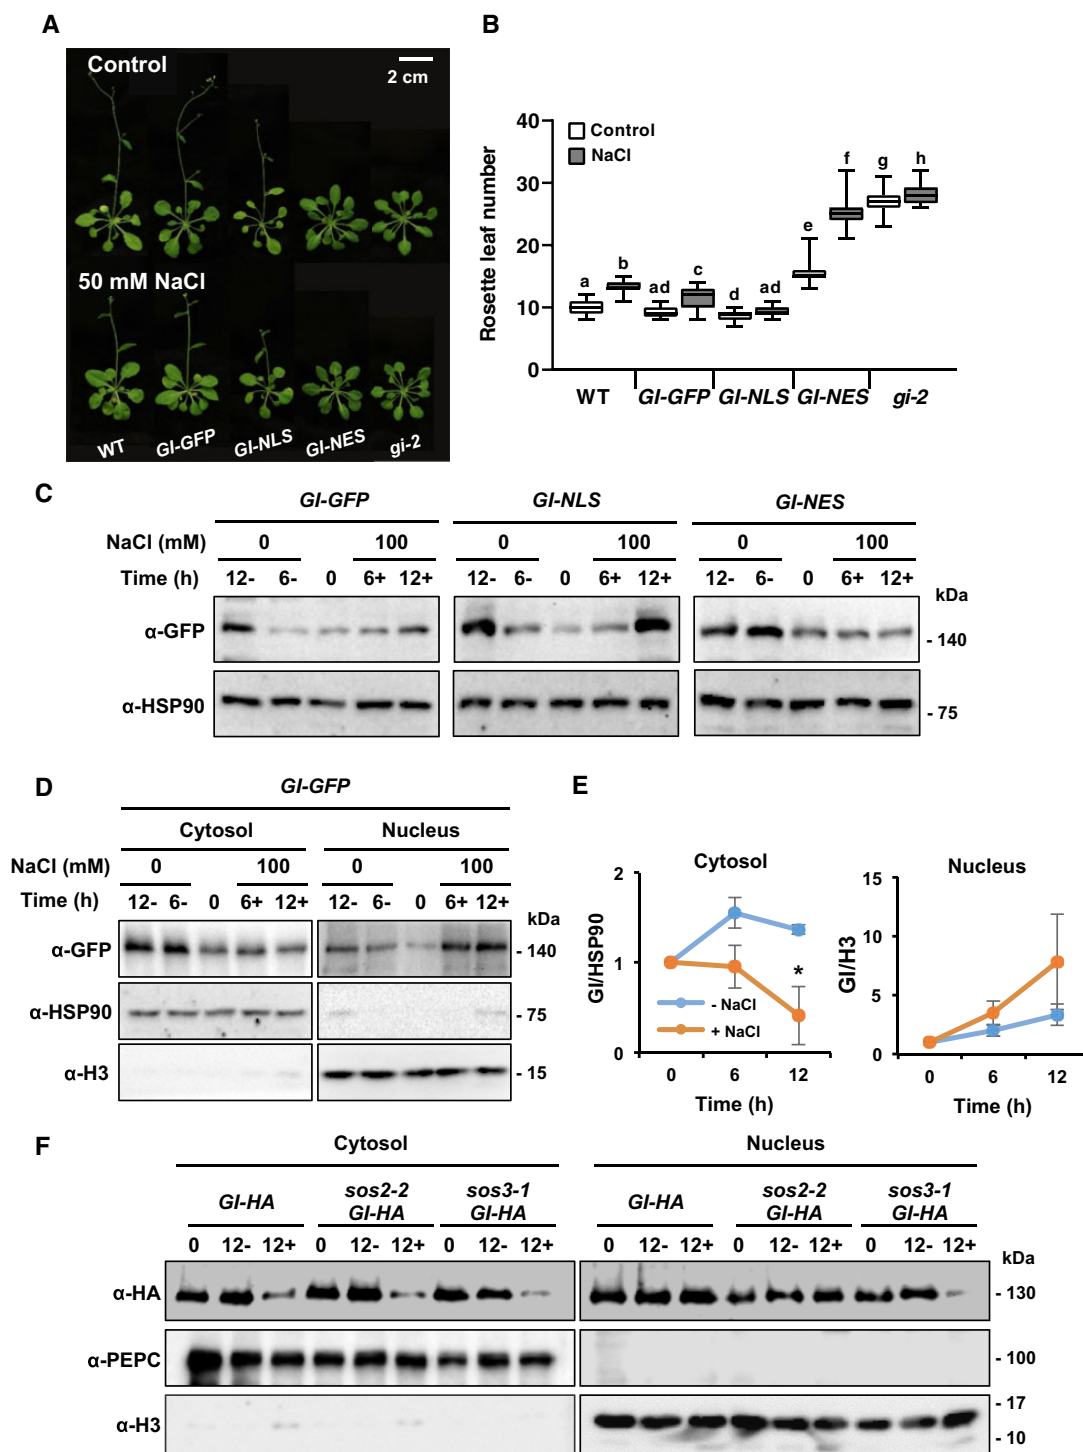 A
Control
2 cm
50 mM NaCl
WT GI-GFP GI-NLS GI-NES gi-2
B
Rosette leaf number
40
30
20
10
0
Control
NaCl
a b ad c d ad e f g h
WT GI-GFP GI-NLS GI-NES gi-2
C
GI-GFP GI-NLS GI-NES
NaCl (mM) 0 100 0 100 0 100
Time (h) 12- 6- 0 6+ 12+ 12- 6- 0 6+ 12+ 12- 6- 0 6+ 12+
kDa
α-GFP - 140
α-HSP90 - 75
D
GI-GFP
Cytosol Nucleus
NaCl (mM) 0 100 0 100
Time (h) 12- 6- 0 6+ 12+ 12- 6- 0 6+ 12+
kDa
α-GFP - 140
α-HSP90 - 75
α-H3 - 15
E
Cytosol
GI/HSP90
2
1
0
*
- NaCl
+ NaCl
0 6 12
Time (h)
Nucleus
GI/H3
15
10
5
0
0 6 12
Time (h)
F
Cytosol Nucleus
GI-HA sos2-2 GI-HA sos3-1 GI-HA GI-HA sos2-2 GI-HA sos3-1 GI-HA
0 12- 12+ 0 12- 12+ 0 12- 12+ 0 12- 12+ 0 12- 12+ 0 12- 12+
kDa
α-HA - 130
α-PEPC - 100
α-H3 - 17
- 10